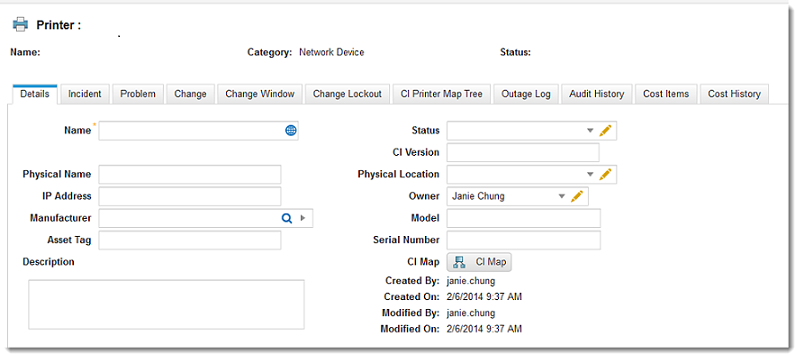 Printer :
Name: Category: Network Device Status:
Details Incident Problem Change Change Window Change Lockout CI Printer Map Tree Outage Log Audit History Cost Items Cost History
Name * Status
CI Version
Physical Name Physical Location
IP Address Owner Janie Chung
Manufacturer Model
Asset Tag Serial Number
Description CI Map CI Map
Created By: janie.chung
Created On: 2/6/2014 9:37 AM
Modified By: janie.chung
Modified On: 2/6/2014 9:37 AM